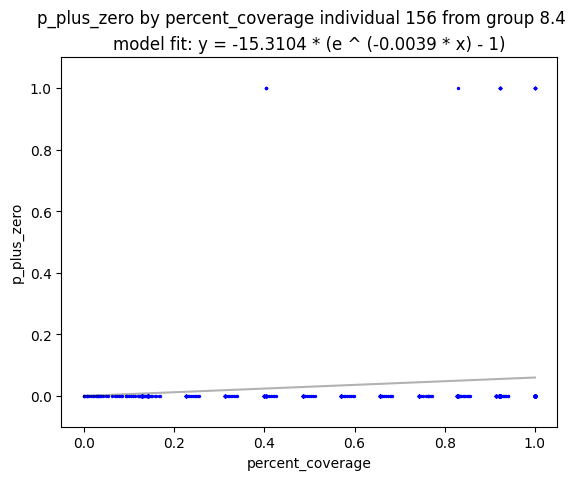 p_plus_zero by percent_coverage individual 156 from group 8.4
model fit: y = -15.3104 * (e ^ (-0.0039 * x) - 1)
1.0
0.8
0.6
0.4
0.2
0.0
p_plus_zero
0.0 0.2 0.4 0.6 0.8 1.0
percent_coverage